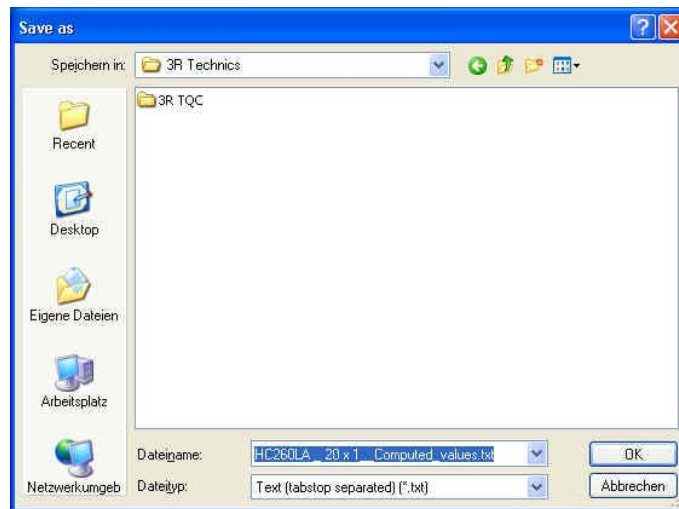 Save as
Speichern in:
3R Technics
3R TQC
Recent
Desktop
Eigene Dateien
Arbeitsplatz
Netzwerkumgeb
Dateiname:
HC260LA _ 20 x 1 _ Computed_values.txt
OK
Dateityp:
Text (tabstop separated) (*.txt)
Abbrechen